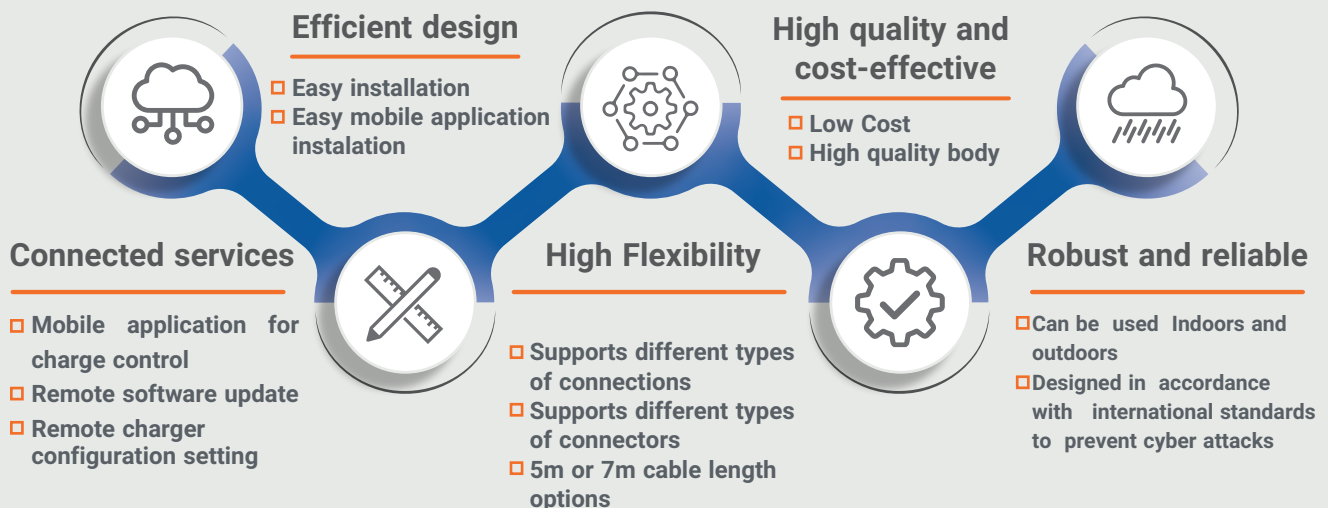 Efficient design
Easy installation
Easy mobile application
instalation
High quality and
cost-effective
Low Cost
High quality body
Connected services
Mobile application for
charge control
Remote software update
Remote charger
configuration setting
High Flexibility
Supports different types
of connections
Supports different types
of connectors
5m or 7m cable length
options
Robust and reliable
Can be used Indoors and
outdoors
Designed in accordance
with international standards
to prevent cyber attacks